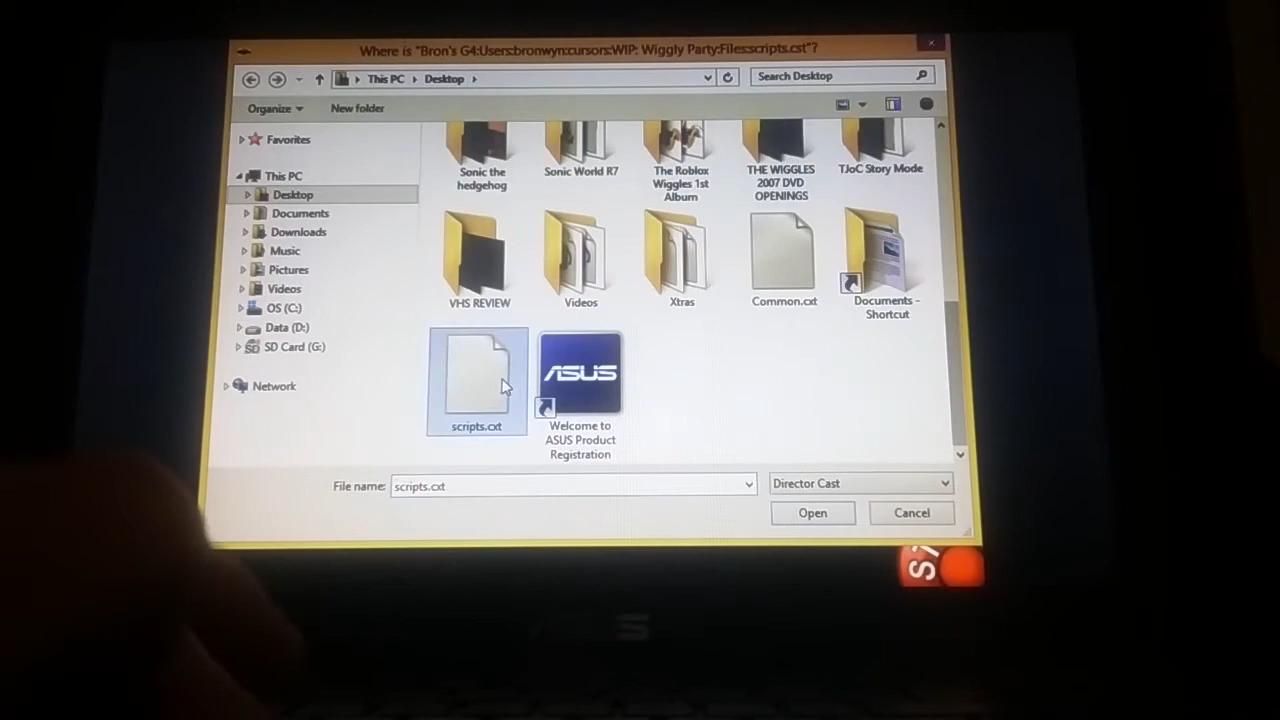 Where is "Bron's G4:Users:bronwyn:cursors:WIP: Wiggly Party:Files:scripts.cst"?
This PC Desktop
Search Desktop
Organize
New folder
Favorites
This PC
Desktop
Documents
Downloads
Music
Pictures
Videos
OS (C:)
Data (D:)
SD Card (G:)
Network
Sonic the
hedgehog
Sonic World R7
The Roblox
Wiggles 1st
Album
THE WIGGLES
2007 DVD
OPENINGS
TJoC Story Mode
VHS REVIEW
Videos
Xtras
Common.cxt
Documents -
Shortcut
scripts.cxt
ASUS
Welcome to
ASUS Product
Registration
File name:
scripts.cxt
Director Cast
Open
Cancel